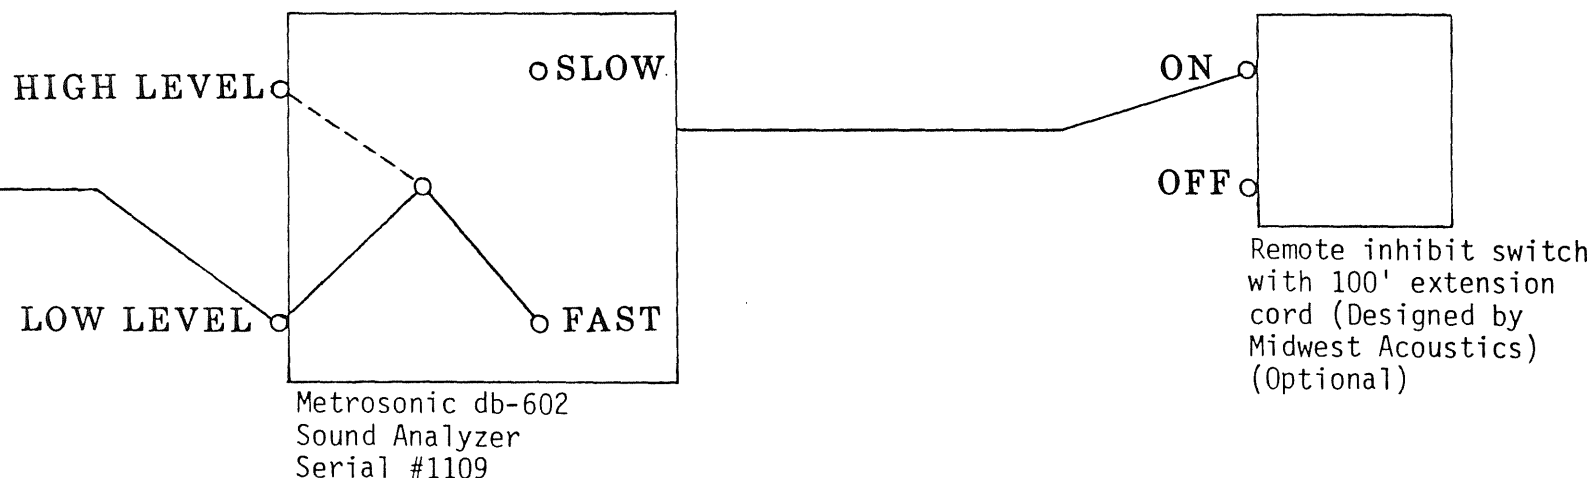 SLOW
HIGH LEVEL
ON
OFF
LOW LEVEL
FAST
Remote inhibit switch
with 100' extension
cord (Designed by
Midwest Acoustics)
(Optional)
Metrosonic db-602
Sound Analyzer
Serial #1109